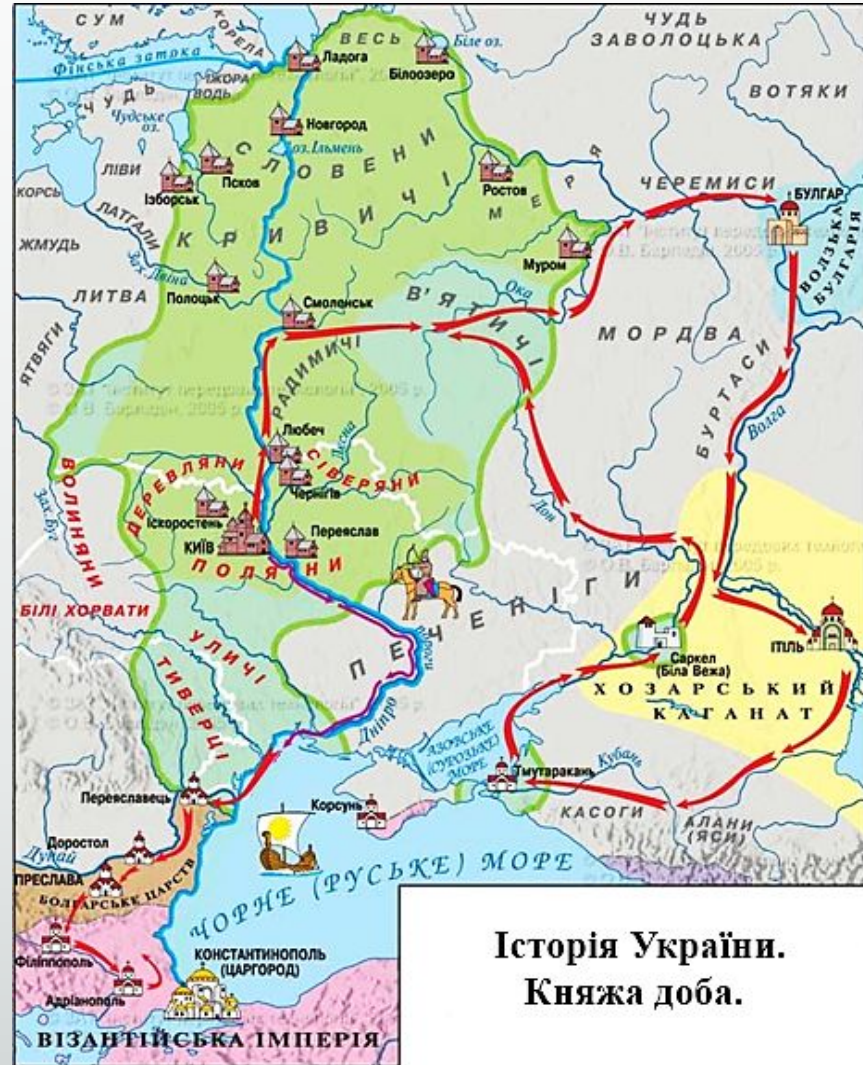 СУМ
КОРЕЛА
Фінська затока
ВЕСЬ
Біле оз.
ЧУДЬ
ЗАВОЛОЦЬКА
Ладога
Білоозеро
ІЖОРА
ВОДЬ
ЧУДЬ
Чудське
оз.
ВОТЯКИ
Новгород
оз.Ільмень
СЛОВЕНИ
ЛІВИ
Псков
Ізборськ
КОРСЬ
Ростов
МЕРЯ
ЧЕРЕМИСИ
БУЛГАР
ЛАТГАЛИ
КРИВИЧІ
ЖМУДЬ
Зах. Двіна
Муром
ВОЛЗЬКА
БУЛГАРІЯ
Полоцьк
ЛИТВА
Смоленськ
Ока
В'ЯТИЧІ
МОРДВА
ЯТВЯГИ
РАДИМИЧІ
БУРТАСИ
Волга
Любеч
Десна
СІВЕРЯНИ
Чернігів
ДЕРЕВЛЯНИ
ВОЛИНЯНИ
Зах.Буг
Іскоростень
КИЇВ
Переяслав
ПОЛЯНИ
Дон
БІЛІ ХОРВАТИ
ПЕЧЕНІГИ
пороги
УЛИЧІ
ТИВЕРЦІ
Саркел
(Біла Вежа)
ІТІЛЬ
ХОЗАРСЬКИЙ
КАГАНАТ
Дніпро
АЗОВСЬКЕ
(СУРОЗЬКЕ)
МОРЕ
Кубань
Тмутаракань
Переяславець
Корсунь
КАСОГИ
АЛАНИ
(ЯСИ)
Доростол
Дунай
ПРЕСЛАВА
БОЛГАРСЬКЕ ЦАРСТВ
ЧОРНЕ (РУСЬКЕ) МОРЕ
Філіппополь
КОНСТАНТИНОПОЛЬ
(ЦАРГОРОД)
Адріанополь
ВІЗАНТІЙСЬКА ІМПЕРІЯ
Історія України.
Княжа доба.